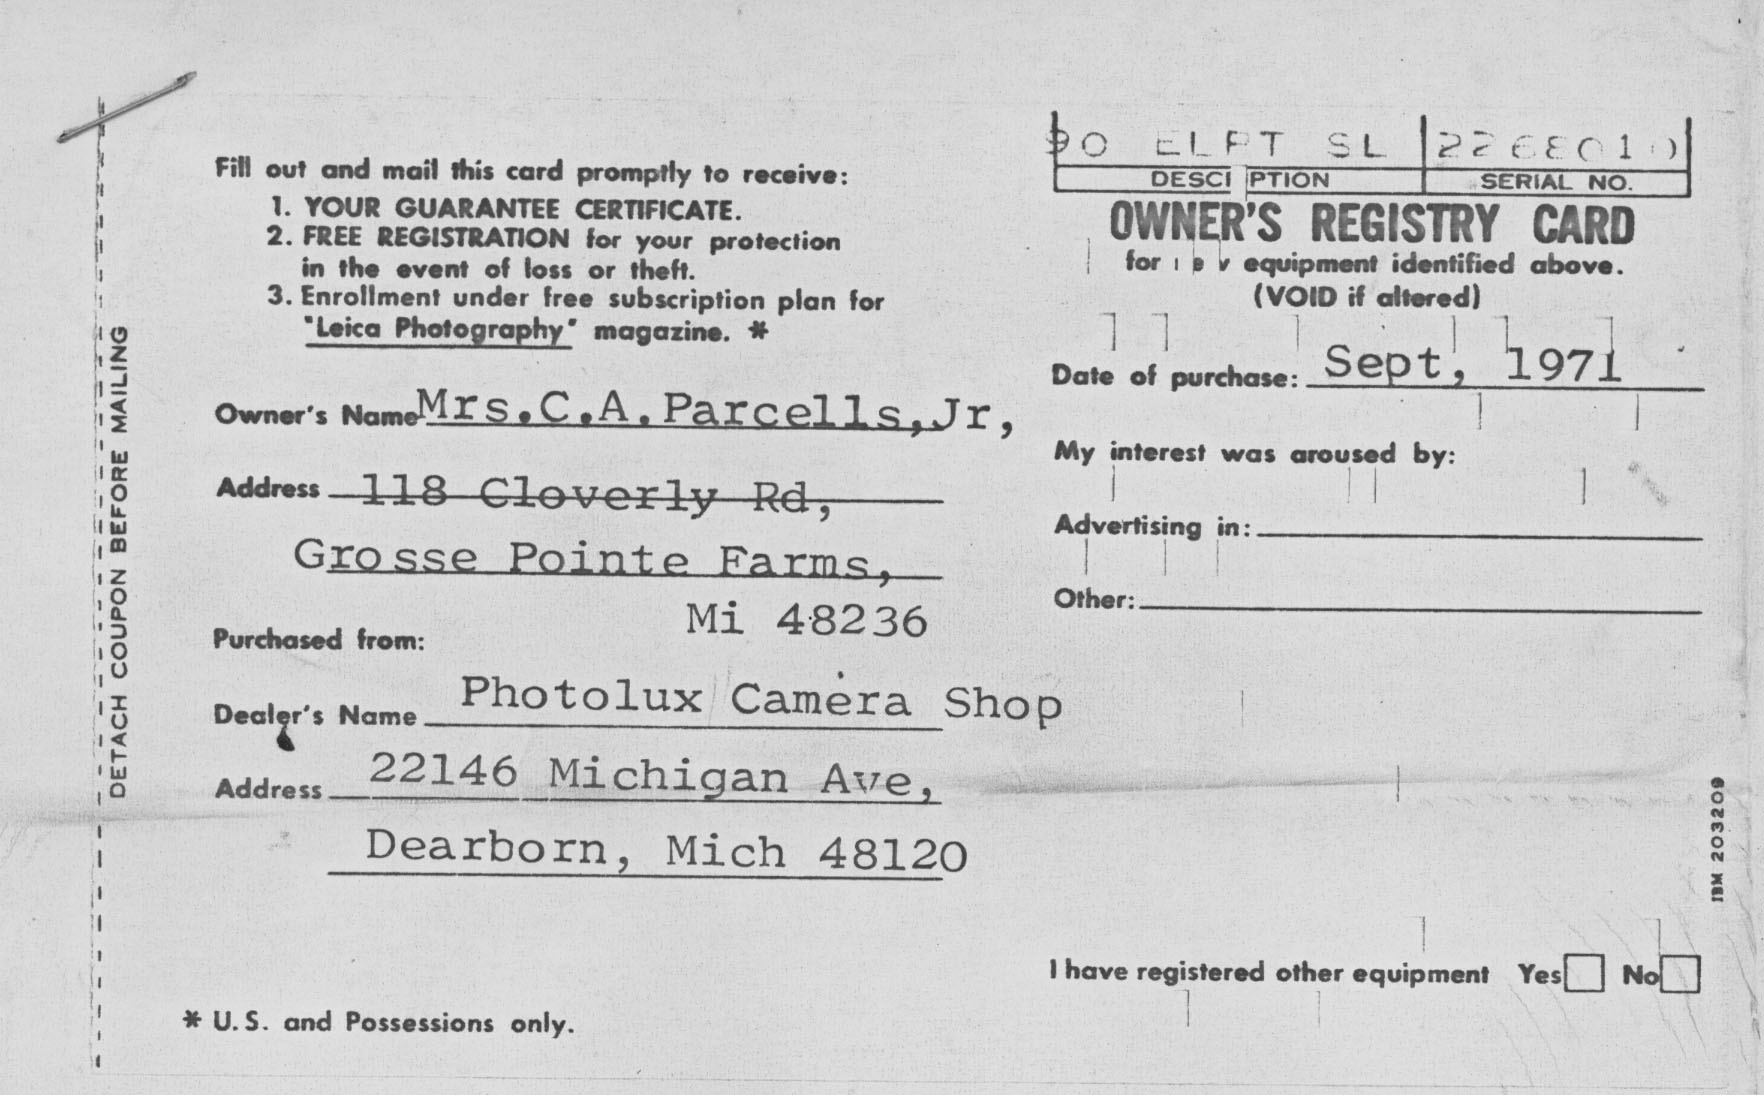 Fill out and mail this card promptly to receive:
1. YOUR GUARANTEE CERTIFICATE.
2. FREE REGISTRATION for your protection
in the event of loss or theft.
3. Enrollment under free subscription plan for
"Leica Photography" magazine. *
Owner's Name Mrs.C.A.Parcells,Jr,
Address 118 Cloverly Rd,
Grosse Pointe Farms,
Mi 48236
Purchased from:
Dealer's Name Photolux Camera Shop
Address 22146 Michigan Ave,
Dearborn, Mich 48120
* U.S. and Possessions only.
DETACH COUPON BEFORE MAILING
90 ELPT SL 2268010
DESCRIPTION SERIAL NO.
OWNER'S REGISTRY CARD
for new equipment identified above.
(VOID if altered)
Date of purchase: Sept, 1971
My interest was aroused by:
Advertising in:
Other:
I have registered other equipment Yes No
IBM 203209